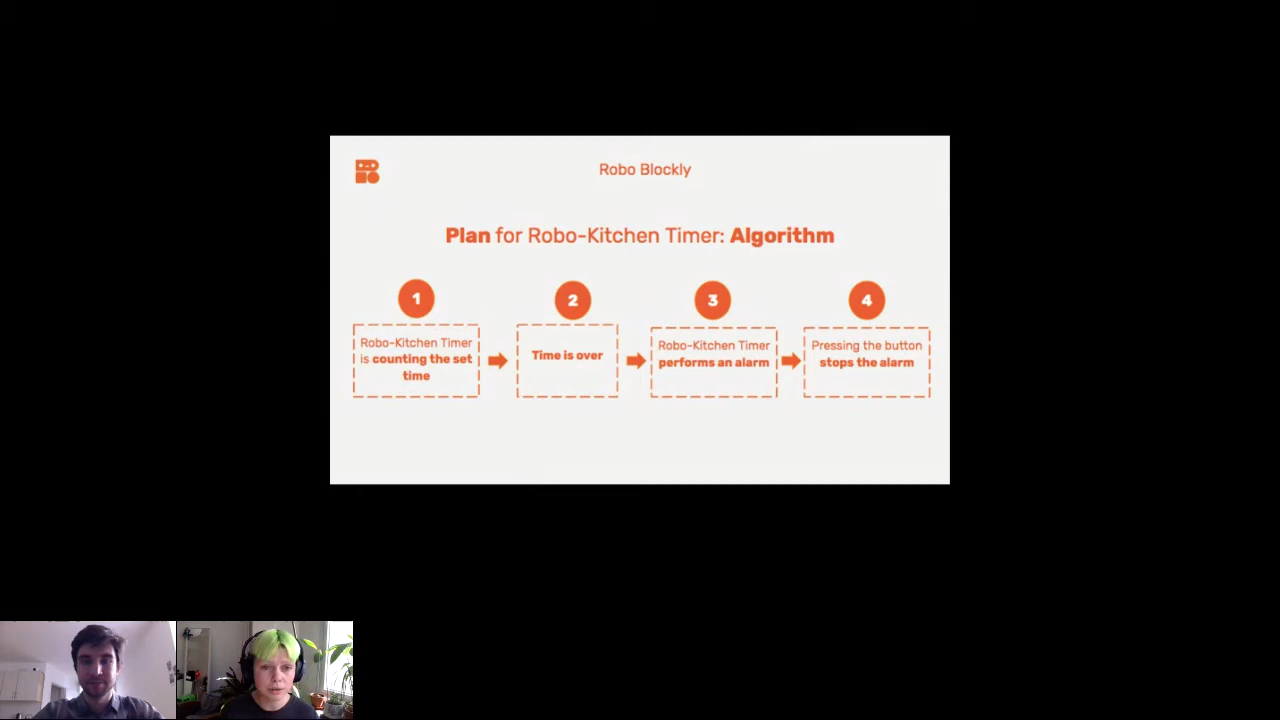 Robo Blockly
Plan for Robo-Kitchen Timer: Algorithm
1
Robo-Kitchen Timer
is counting the set
time
2
Time is over
3
Robo-Kitchen Timer
performs an alarm
4
Pressing the button
stops the alarm